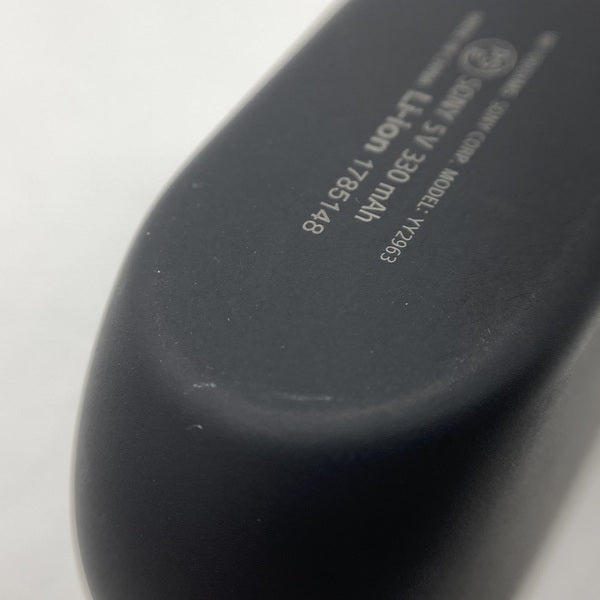 SONY CORP. MODEL: YY2963
SONY 5V 330 mAh
Li-ion 1785148